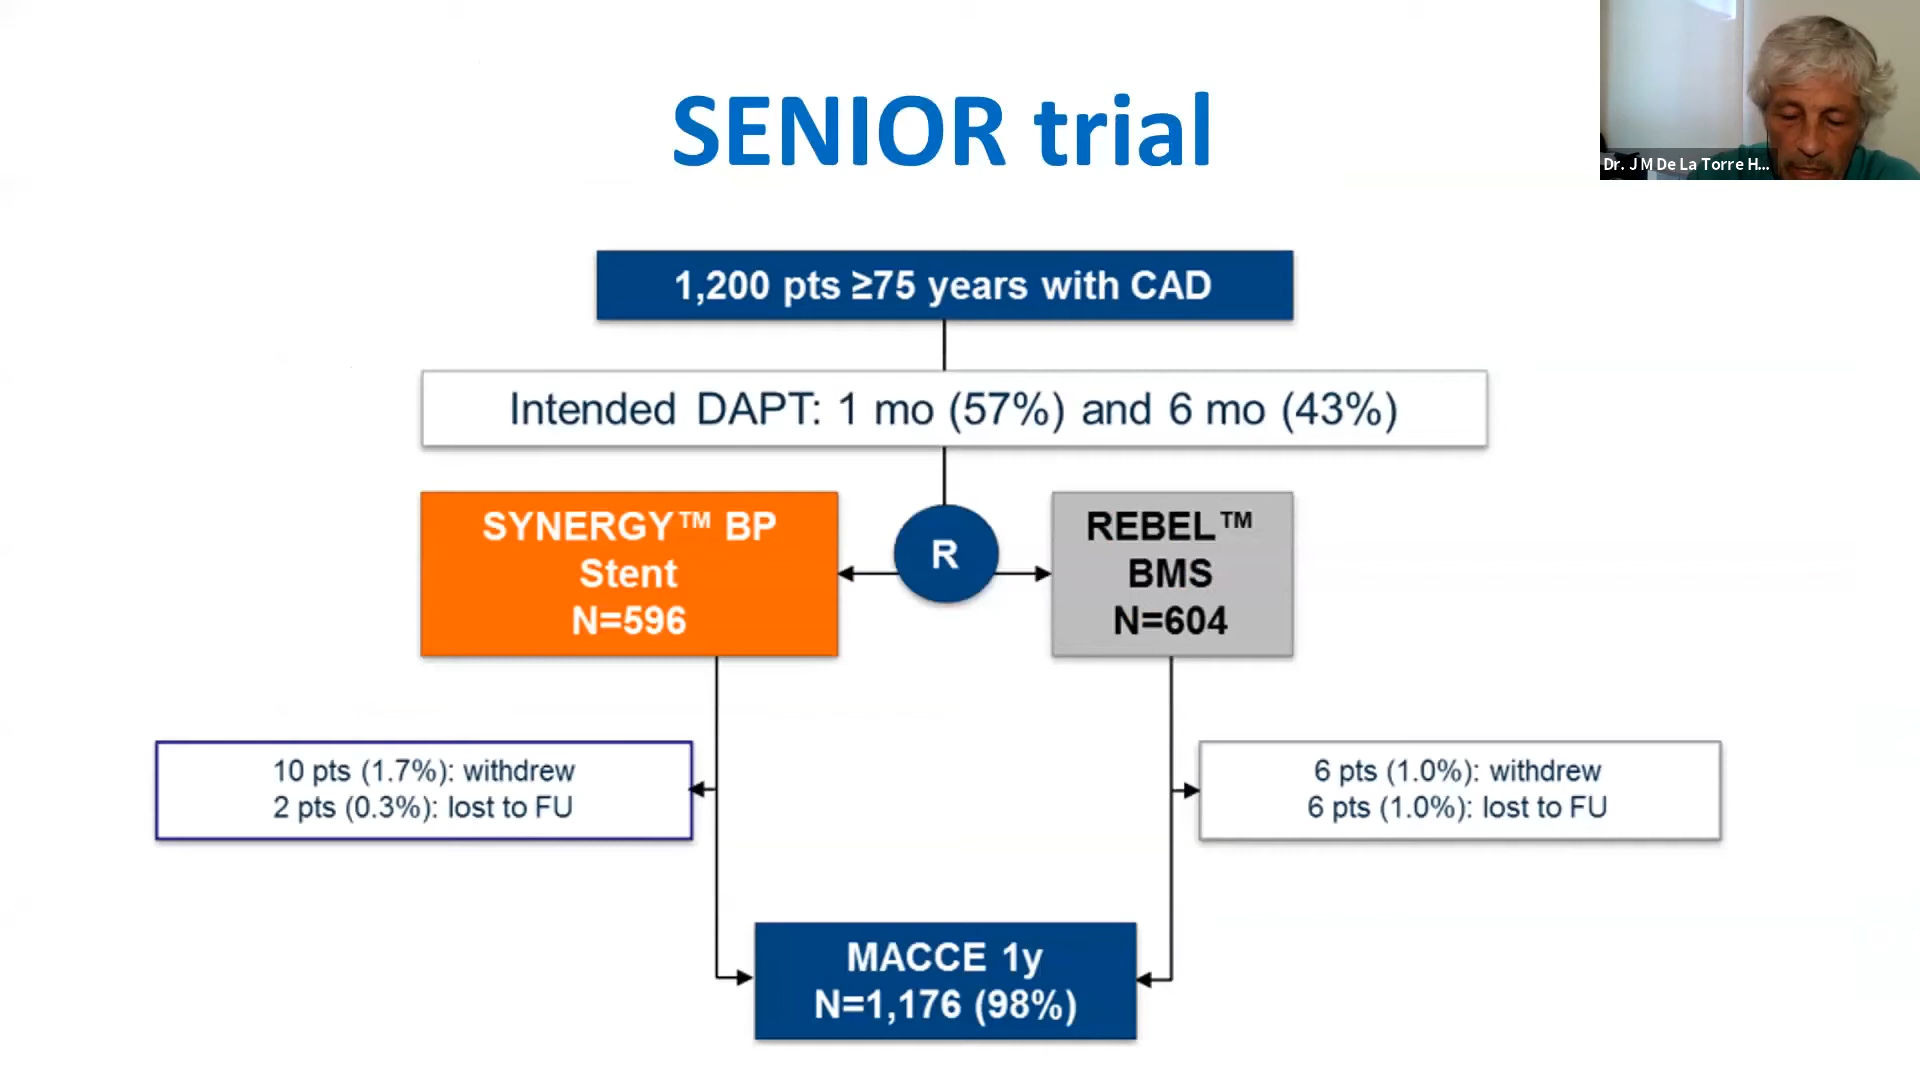 SENIOR trial
Dr. J M De La Torre H...
1,200 pts ≥75 years with CAD
Intended DAPT: 1 mo (57%) and 6 mo (43%)
SYNERGY™ BP
Stent
N=596
R
REBEL™
BMS
N=604
10 pts (1.7%): withdrew
2 pts (0.3%): lost to FU
6 pts (1.0%): withdrew
6 pts (1.0%): lost to FU
MACCE 1y
N=1,176 (98%)